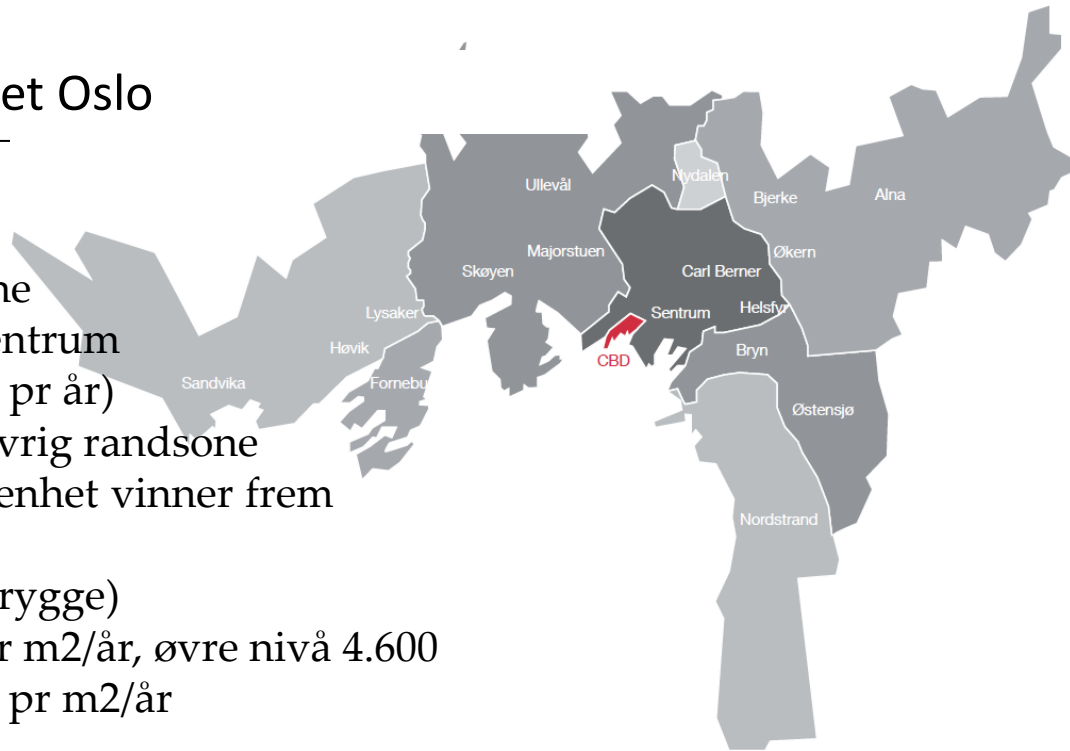 et Oslo
ne
entrum
pr år)
vrig randsone
enhet vinner frem
rygge)
r m2/år, øvre nivå 4.600
pr m2/år
Ullevål
Nydalen
Bjerke
Alna
Majorstuen
Økern
Skøyen
Carl Berner
Lysaker
Sentrum
Helsfyr
Høvik
CBD
Bryn
Sandvika
Fornebu
Østensjø
Nordstrand